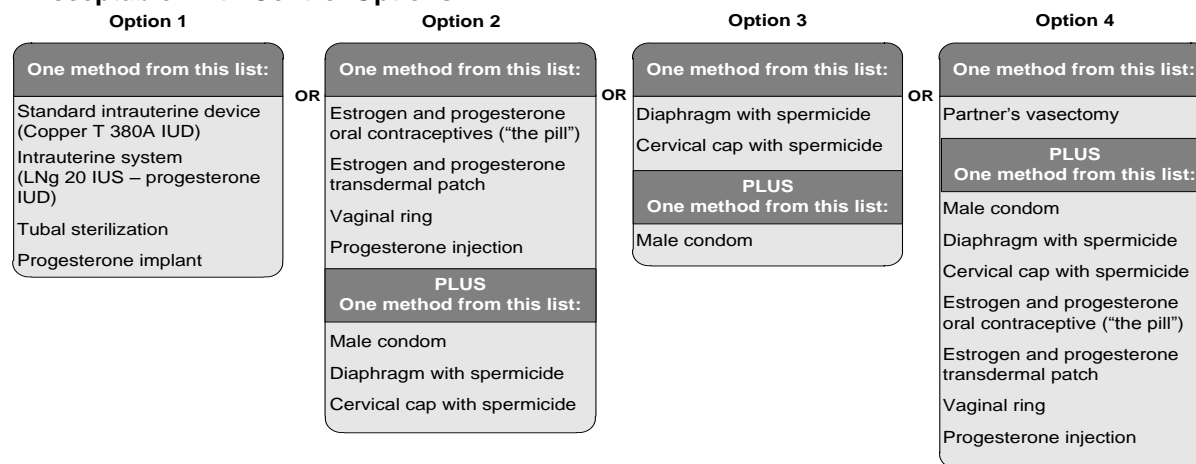 Option 1
One method from this list:
Standard intrauterine device
(Copper T 380A IUD)
Intrauterine system
(LNg 20 IUS – progesterone
IUD)
Tubal sterilization
Progesterone implant
OR
Option 2
One method from this list:
Estrogen and progesterone
oral contraceptives (“the pill”)
Estrogen and progesterone
transdermal patch
Vaginal ring
Progesterone injection
PLUS
One method from this list:
Male condom
Diaphragm with spermicide
Cervical cap with spermicide
OR
Option 3
One method from this list:
Diaphragm with spermicide
Cervical cap with spermicide
PLUS
One method from this list:
Male condom
OR
Option 4
One method from this list:
Partner’s vasectomy
PLUS
One method from this list:
Male condom
Diaphragm with spermicide
Cervical cap with spermicide
Estrogen and progesterone
oral contraceptive (“the pill”)
Estrogen and progesterone
transdermal patch
Vaginal ring
Progesterone injection